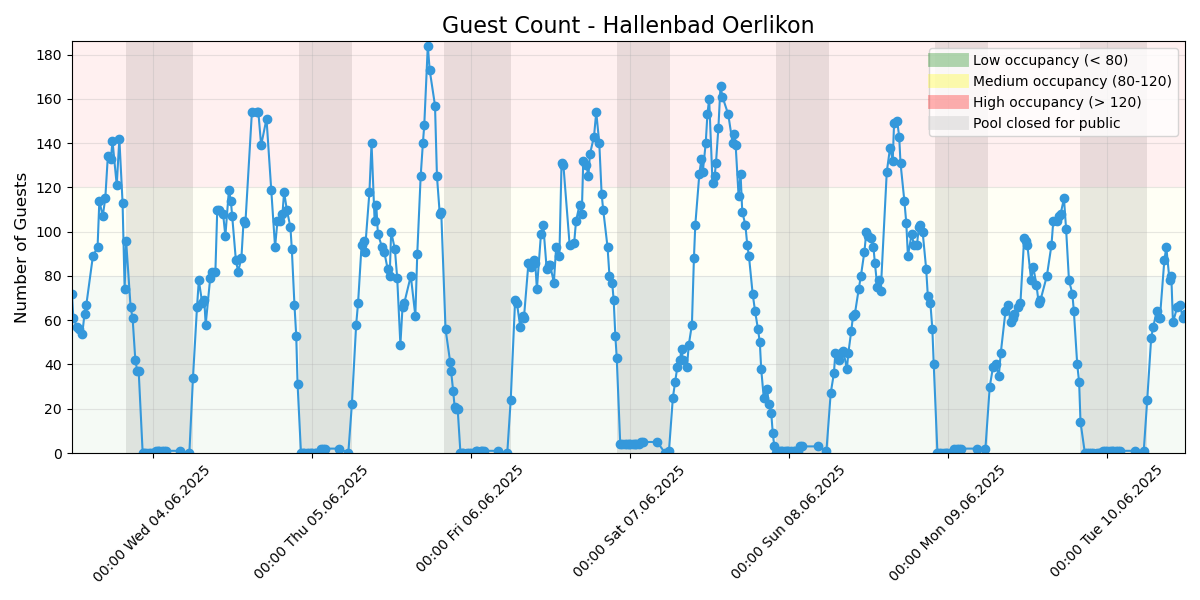 Guest Count - Hallenbad Oerlikon
Number of Guests
180
160
140
120
100
80
60
40
20
0
Low occupancy (< 80)
Medium occupancy (80-120)
High occupancy (> 120)
Pool closed for public
00:00 Wed 04.06.2025
00:00 Thu 05.06.2025
00:00 Fri 06.06.2025
00:00 Sat 07.06.2025
00:00 Sun 08.06.2025
00:00 Mon 09.06.2025
00:00 Tue 10.06.2025